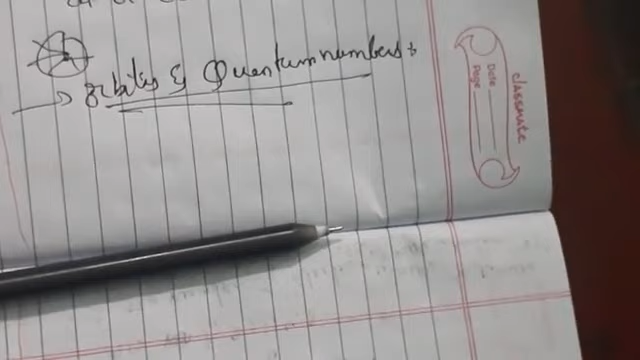 → Orbitals & Quantum numbers :
classmate
Date
Page